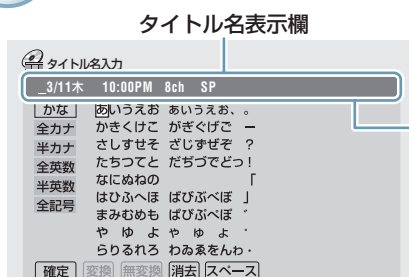 タイトル名表示欄
タイトル名入力
_3/11木 10:00PM 8ch SP
かな あいうえお あいうえお、。
全カナ かきくけこ がぎぐげご ー
半カナ さしすせそ ざじずぜぞ ?
全英数 たちつてと だぢづでどっ!
半英数 なにぬねの 「
全記号 はひふへほ ばびぶべぼ 」
まみむめも ぱぴぷぺぽ ゛
や ゆ よ ゃ ゅ ょ ゜
らりるれろ わゐゑをんゎ・
確定 変換 無変換 消去 スペース